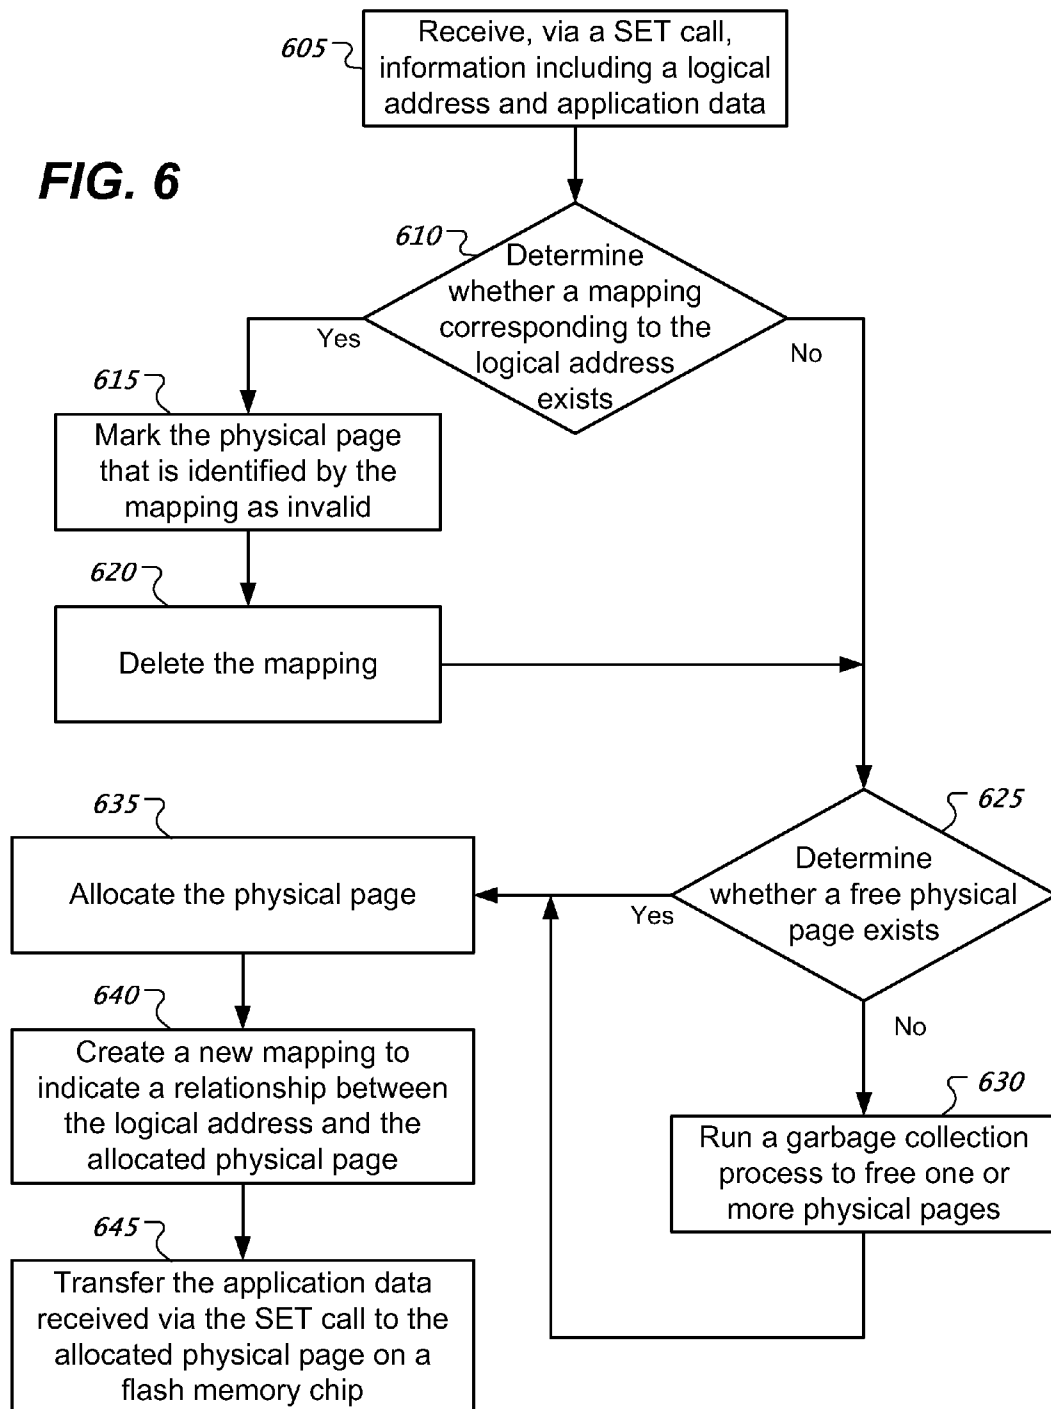 605
Receive, via a SET call,
information including a logical
address and application data
FIG. 6
610
Determine
whether a mapping
corresponding to the
logical address
exists
Yes
No
615
Mark the physical page
that is identified by the
mapping as invalid
620
Delete the mapping
625
Determine
whether a free physical
page exists
Yes
No
630
Run a garbage collection
process to free one or
more physical pages
635
Allocate the physical page
640
Create a new mapping to
indicate a relationship between
the logical address and the
allocated physical page
645
Transfer the application data
received via the SET call to the
allocated physical page on a
flash memory chip